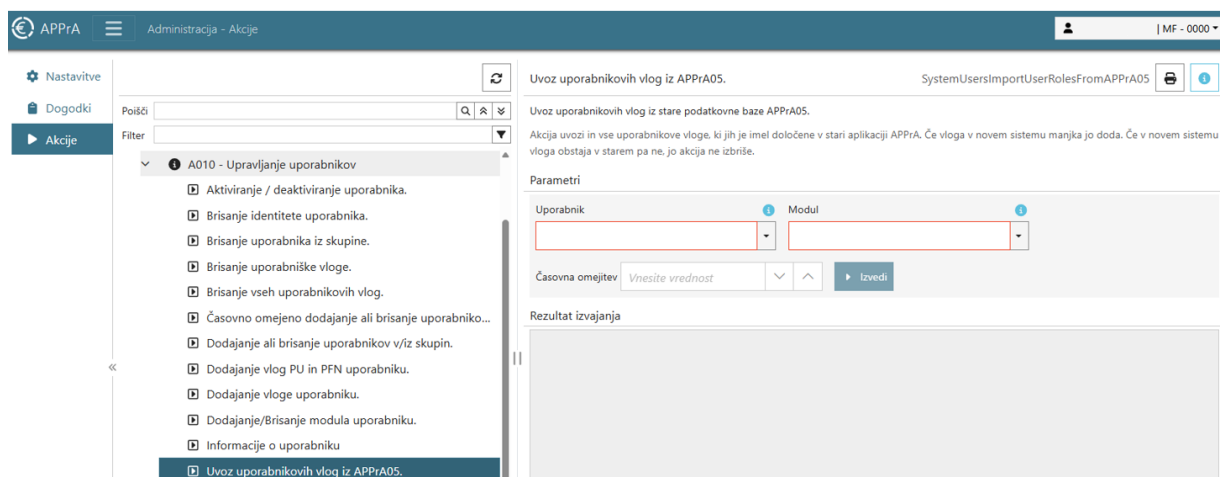 APPrA
Administracija - Akcije
| MF - 0000
Nastavitve
Dogodki
Akcije
Poišči
Filter
A010 - Upravljanje uporabnikov
Aktiviranje / deaktiviranje uporabnika.
Brisanje identitete uporabnika.
Brisanje uporabnika iz skupine.
Brisanje uporabniške vloge.
Brisanje vseh uporabnikovih vlog.
Časovno omejeno dodajanje ali brisanje uporabniko...
Dodajanje ali brisanje uporabnikov v/iz skupin.
Dodajanje vlog PU in PFN uporabniku.
Dodajanje vloge uporabniku.
Dodajanje/Brisanje modula uporabniku.
Informacije o uporabniku
Uvoz uporabnikovih vlog iz APPrA05.
Uvoz uporabnikovih vlog iz APPrA05.
SystemUsersImportUserRolesFromAPPrA05
Uvoz uporabnikovih vlog iz stare podatkovne baze APPrA05.
Akcija uvozi in vse uporabnikove vloge, ki jih je imel določene v stari aplikaciji APPrA. Če vloga v novem sistemu manjka jo doda. Če v novem sistemu
vloga obstaja v starem pa ne, jo akcija ne izbriše.
Parametri
Uporabnik
Modul
Časovna omejitev
Vnesite vrednost
Izvedi
Rezultat izvajanja